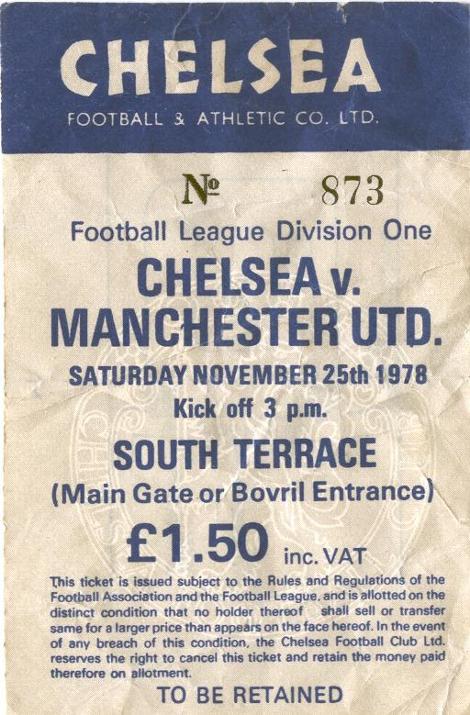 CHELSEA
FOOTBALL & ATHLETIC CO. LTD.
No 873
Football League Division One
CHELSEA v.
MANCHESTER UTD.
SATURDAY NOVEMBER 25th 1978
Kick off 3 p.m.
SOUTH TERRACE
(Main Gate or Bovril Entrance)
£1.50 inc. VAT
This ticket is issued subject to the Rules and Regulations of the
Football Association and the Football League, and is allotted on the
distinct condition that no holder thereof shall sell or transfer
same for a larger price than appears on the face hereof. In the event
of any breach of this condition, the Chelsea Football Club Ltd.
reserves the right to cancel this ticket and retain the money paid
therefore on allotment.
TO BE RETAINED